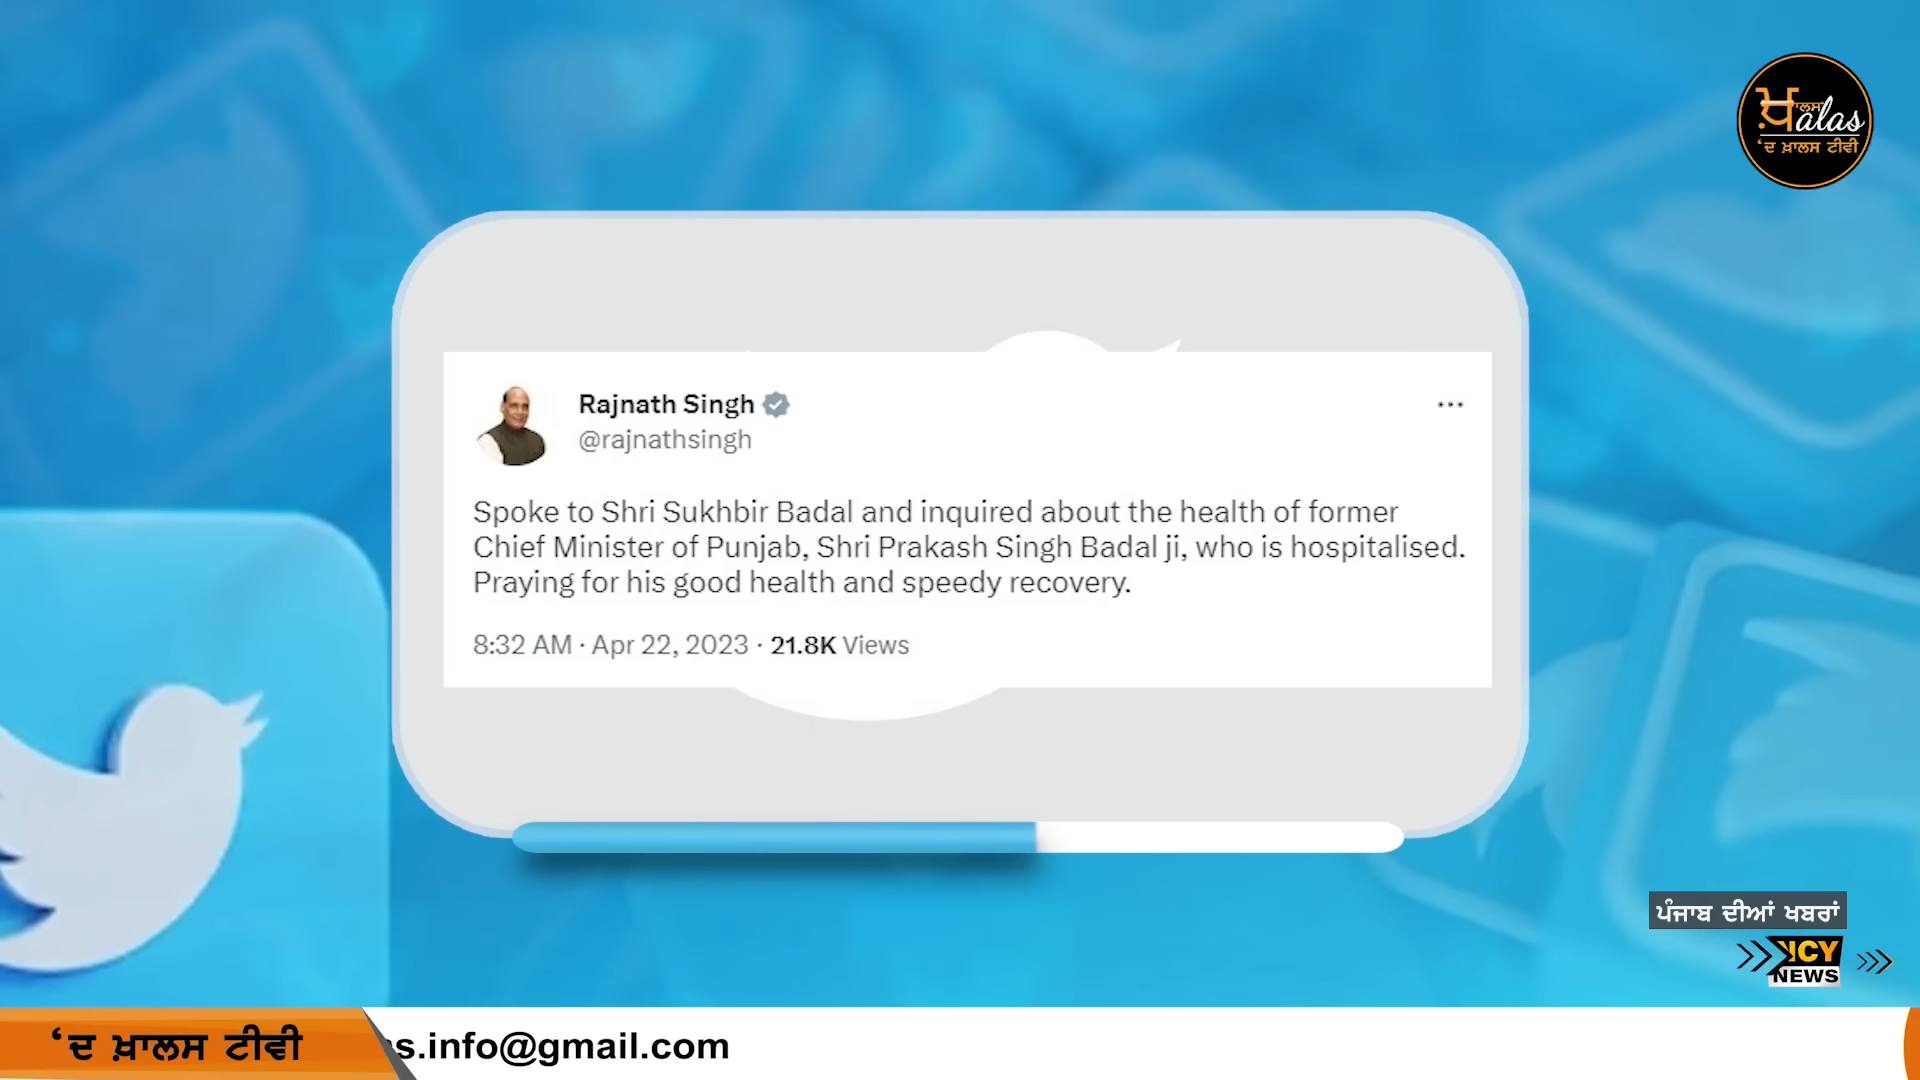 ਖ਼ਾਲਸ
alas
‘ਦ ਖ਼ਾਲਸ ਟੀਵੀ
Rajnath Singh
@rajnathsingh
Spoke to Shri Sukhbir Badal and inquired about the health of former
Chief Minister of Punjab, Shri Prakash Singh Badal ji, who is hospitalised.
Praying for his good health and speedy recovery.
8:32 AM · Apr 22, 2023 · 21.8K Views
ਪੰਜਾਬ ਦੀਆਂ ਖਬਰਾਂ
NEWS
‘ਦ ਖ਼ਾਲਸ ਟੀਵੀ
s.info@gmail.com